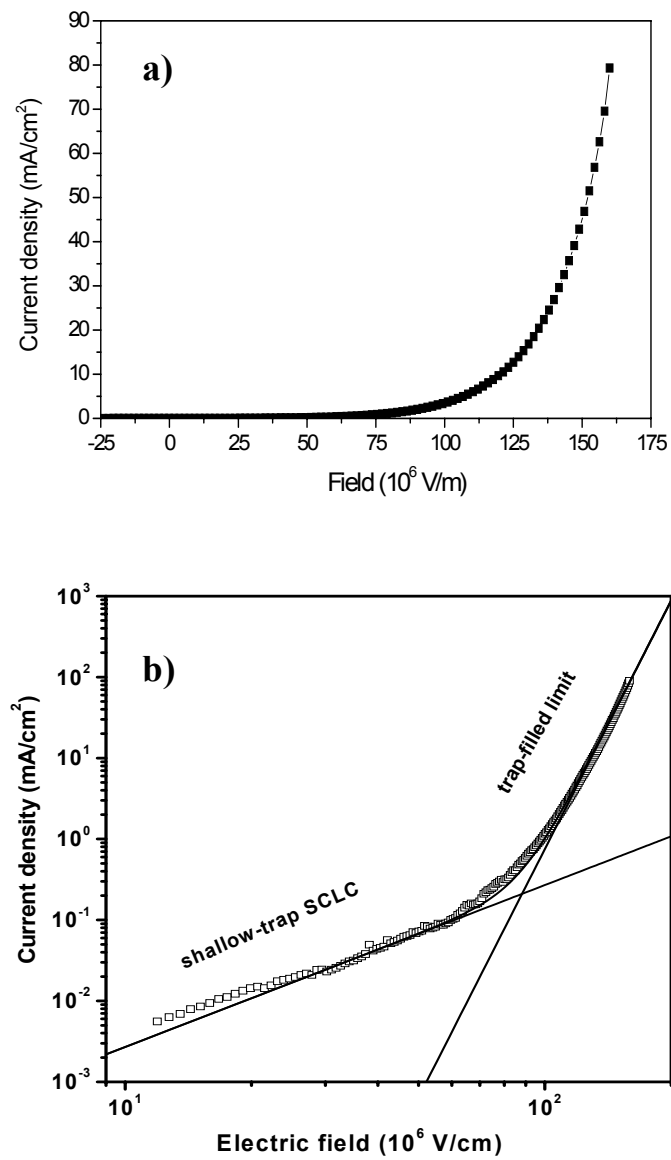 a)
Current density (mA/cm²)
90
80
70
60
50
40
30
20
10
0
-25 0 25 50 75 100 125 150 175
Field (10⁶ V/m)
b)
Current density (mA/cm²)
10³
10²
10¹
10⁰
10⁻¹
10⁻²
10⁻³
trap-filled limit
shallow-trap SCLC
10¹ 10²
Electric field (10⁶ V/cm)